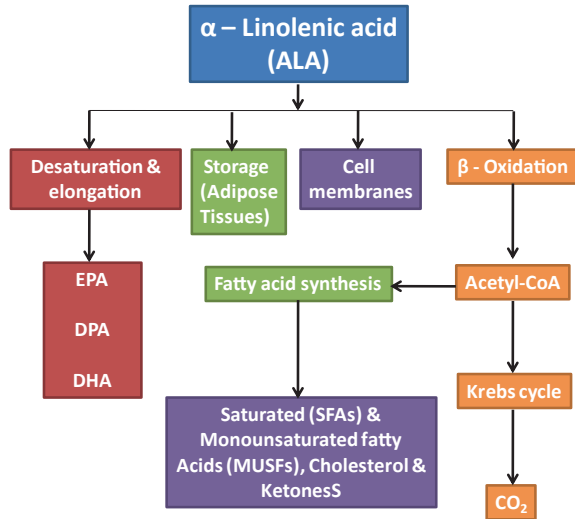 α – Linolenic acid
(ALA)
Desaturation &
elongation
Storage
(Adipose
Tissues)
Cell
membranes
β - Oxidation
EPA
DPA
DHA
Fatty acid synthesis
Acetyl-CoA
Krebs cycle
Saturated (SFAs) &
Monounsaturated fatty
Acids (MUSFs), Cholesterol &
KetonesS
CO₂